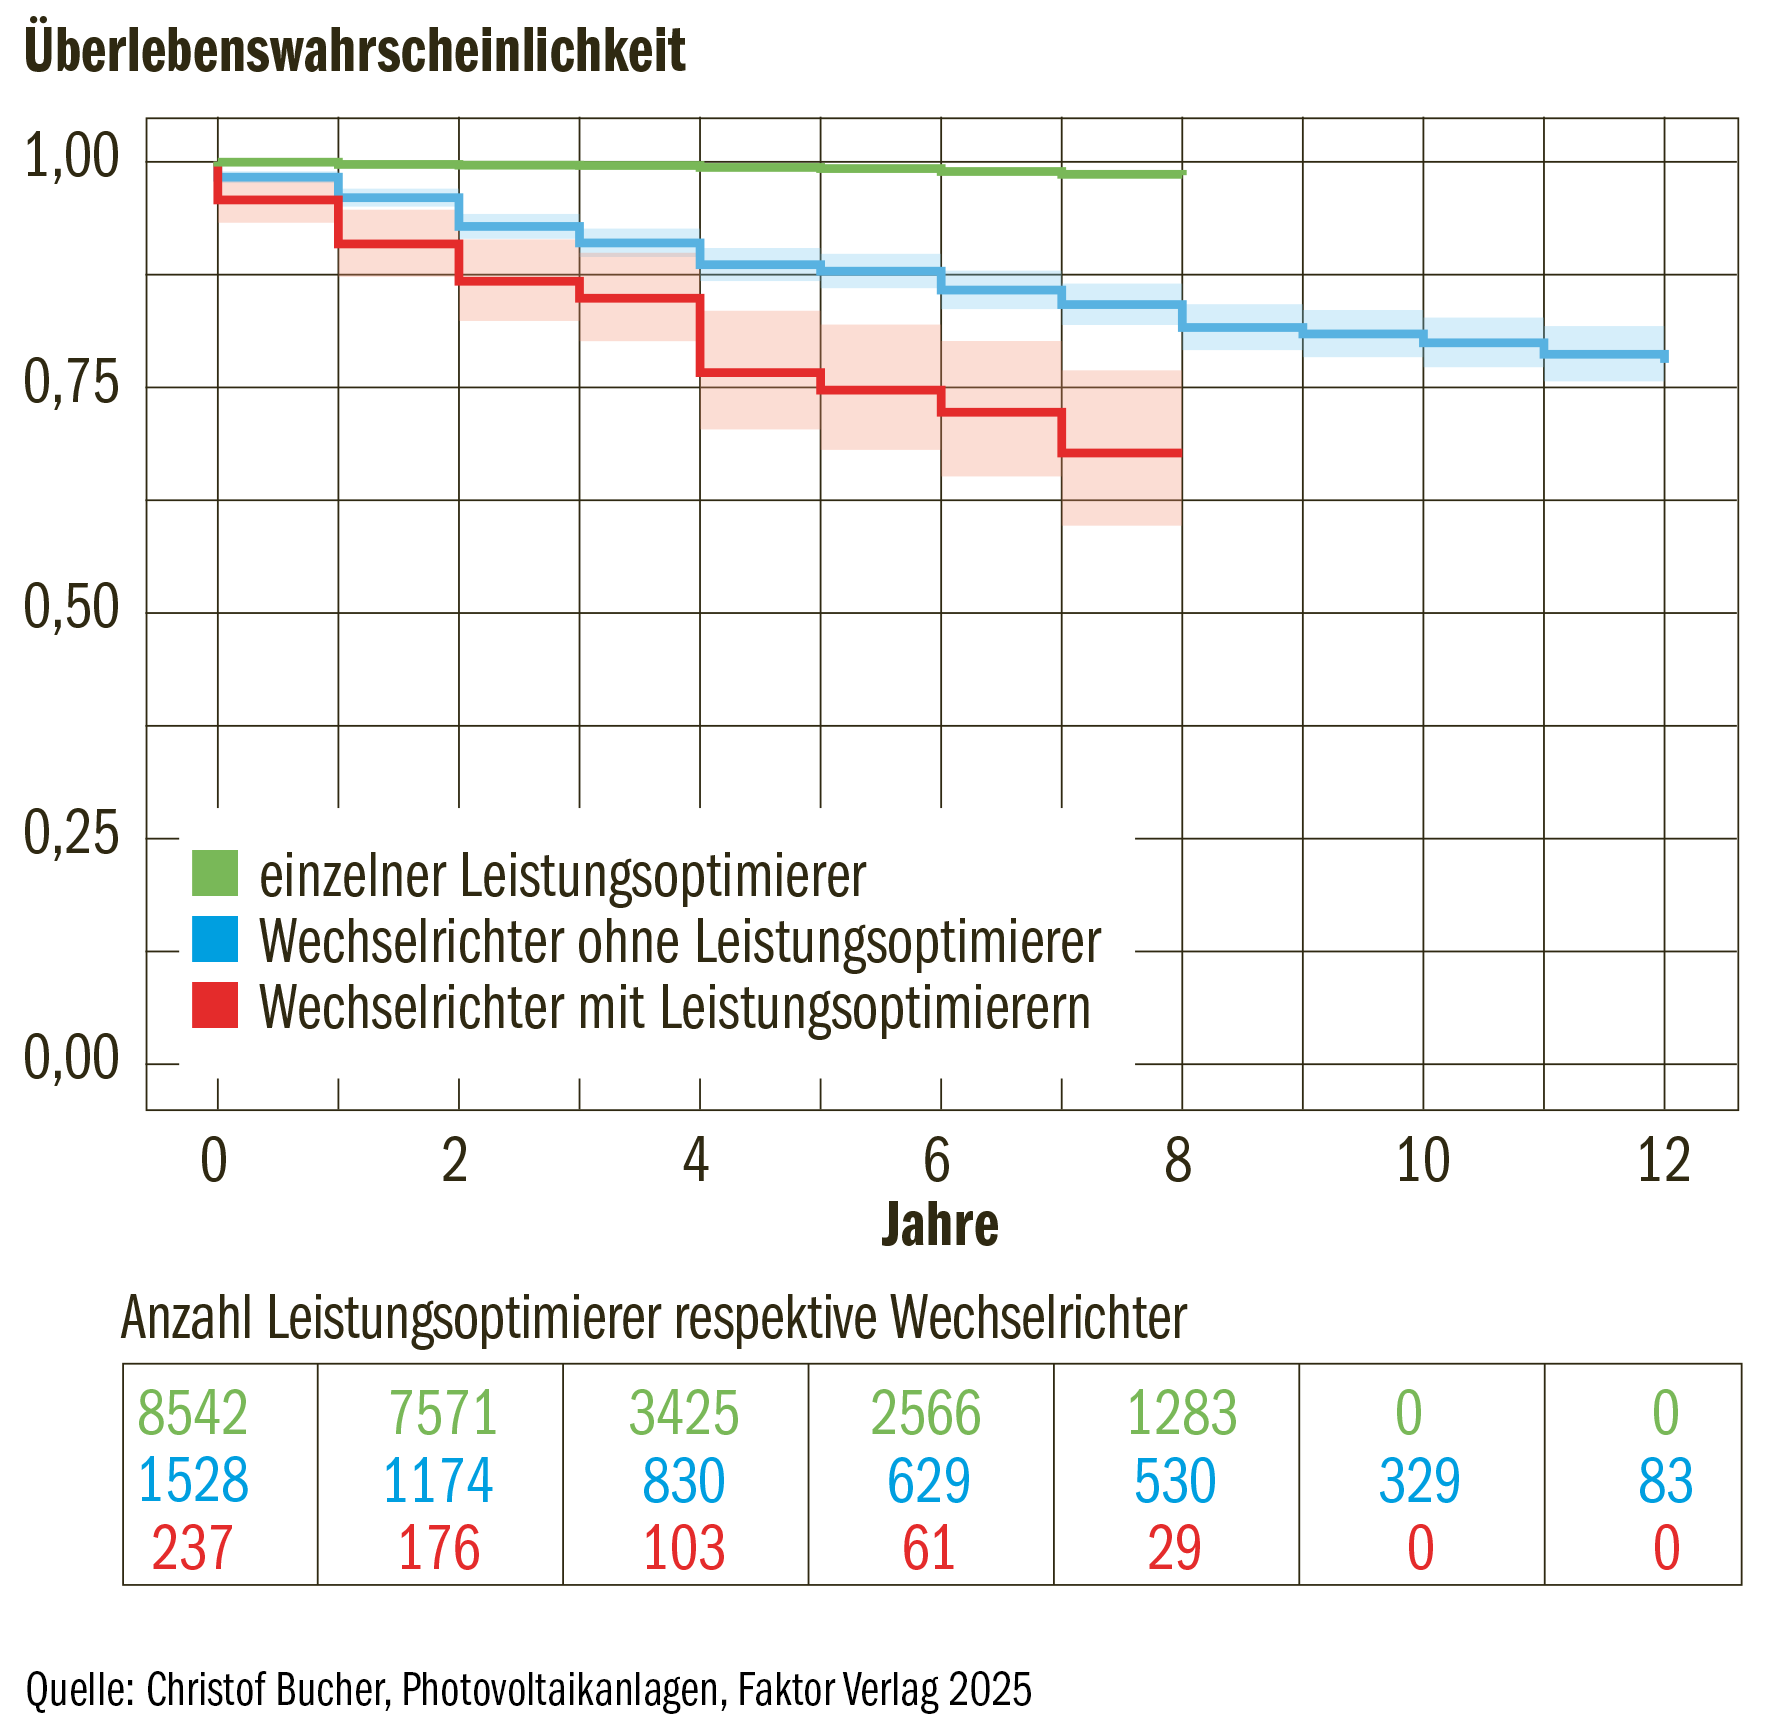 Überlebenswahrscheinlichkeit
1,00
0,75
0,50
0,25
0,00
einzelner Leistungsoptimierer
Wechselrichter ohne Leistungsoptimierer
Wechselrichter mit Leistungsoptimierern
0 2 4 6 8 10 12
Jahre
Anzahl Leistungsoptimierer respektive Wechselrichter
8542 7571 3425 2566 1283 0 0
1528 1174 830 629 530 329 83
237 176 103 61 29 0 0
Quelle: Christof Bucher, Photovoltaikanlagen, Faktor Verlag 2025